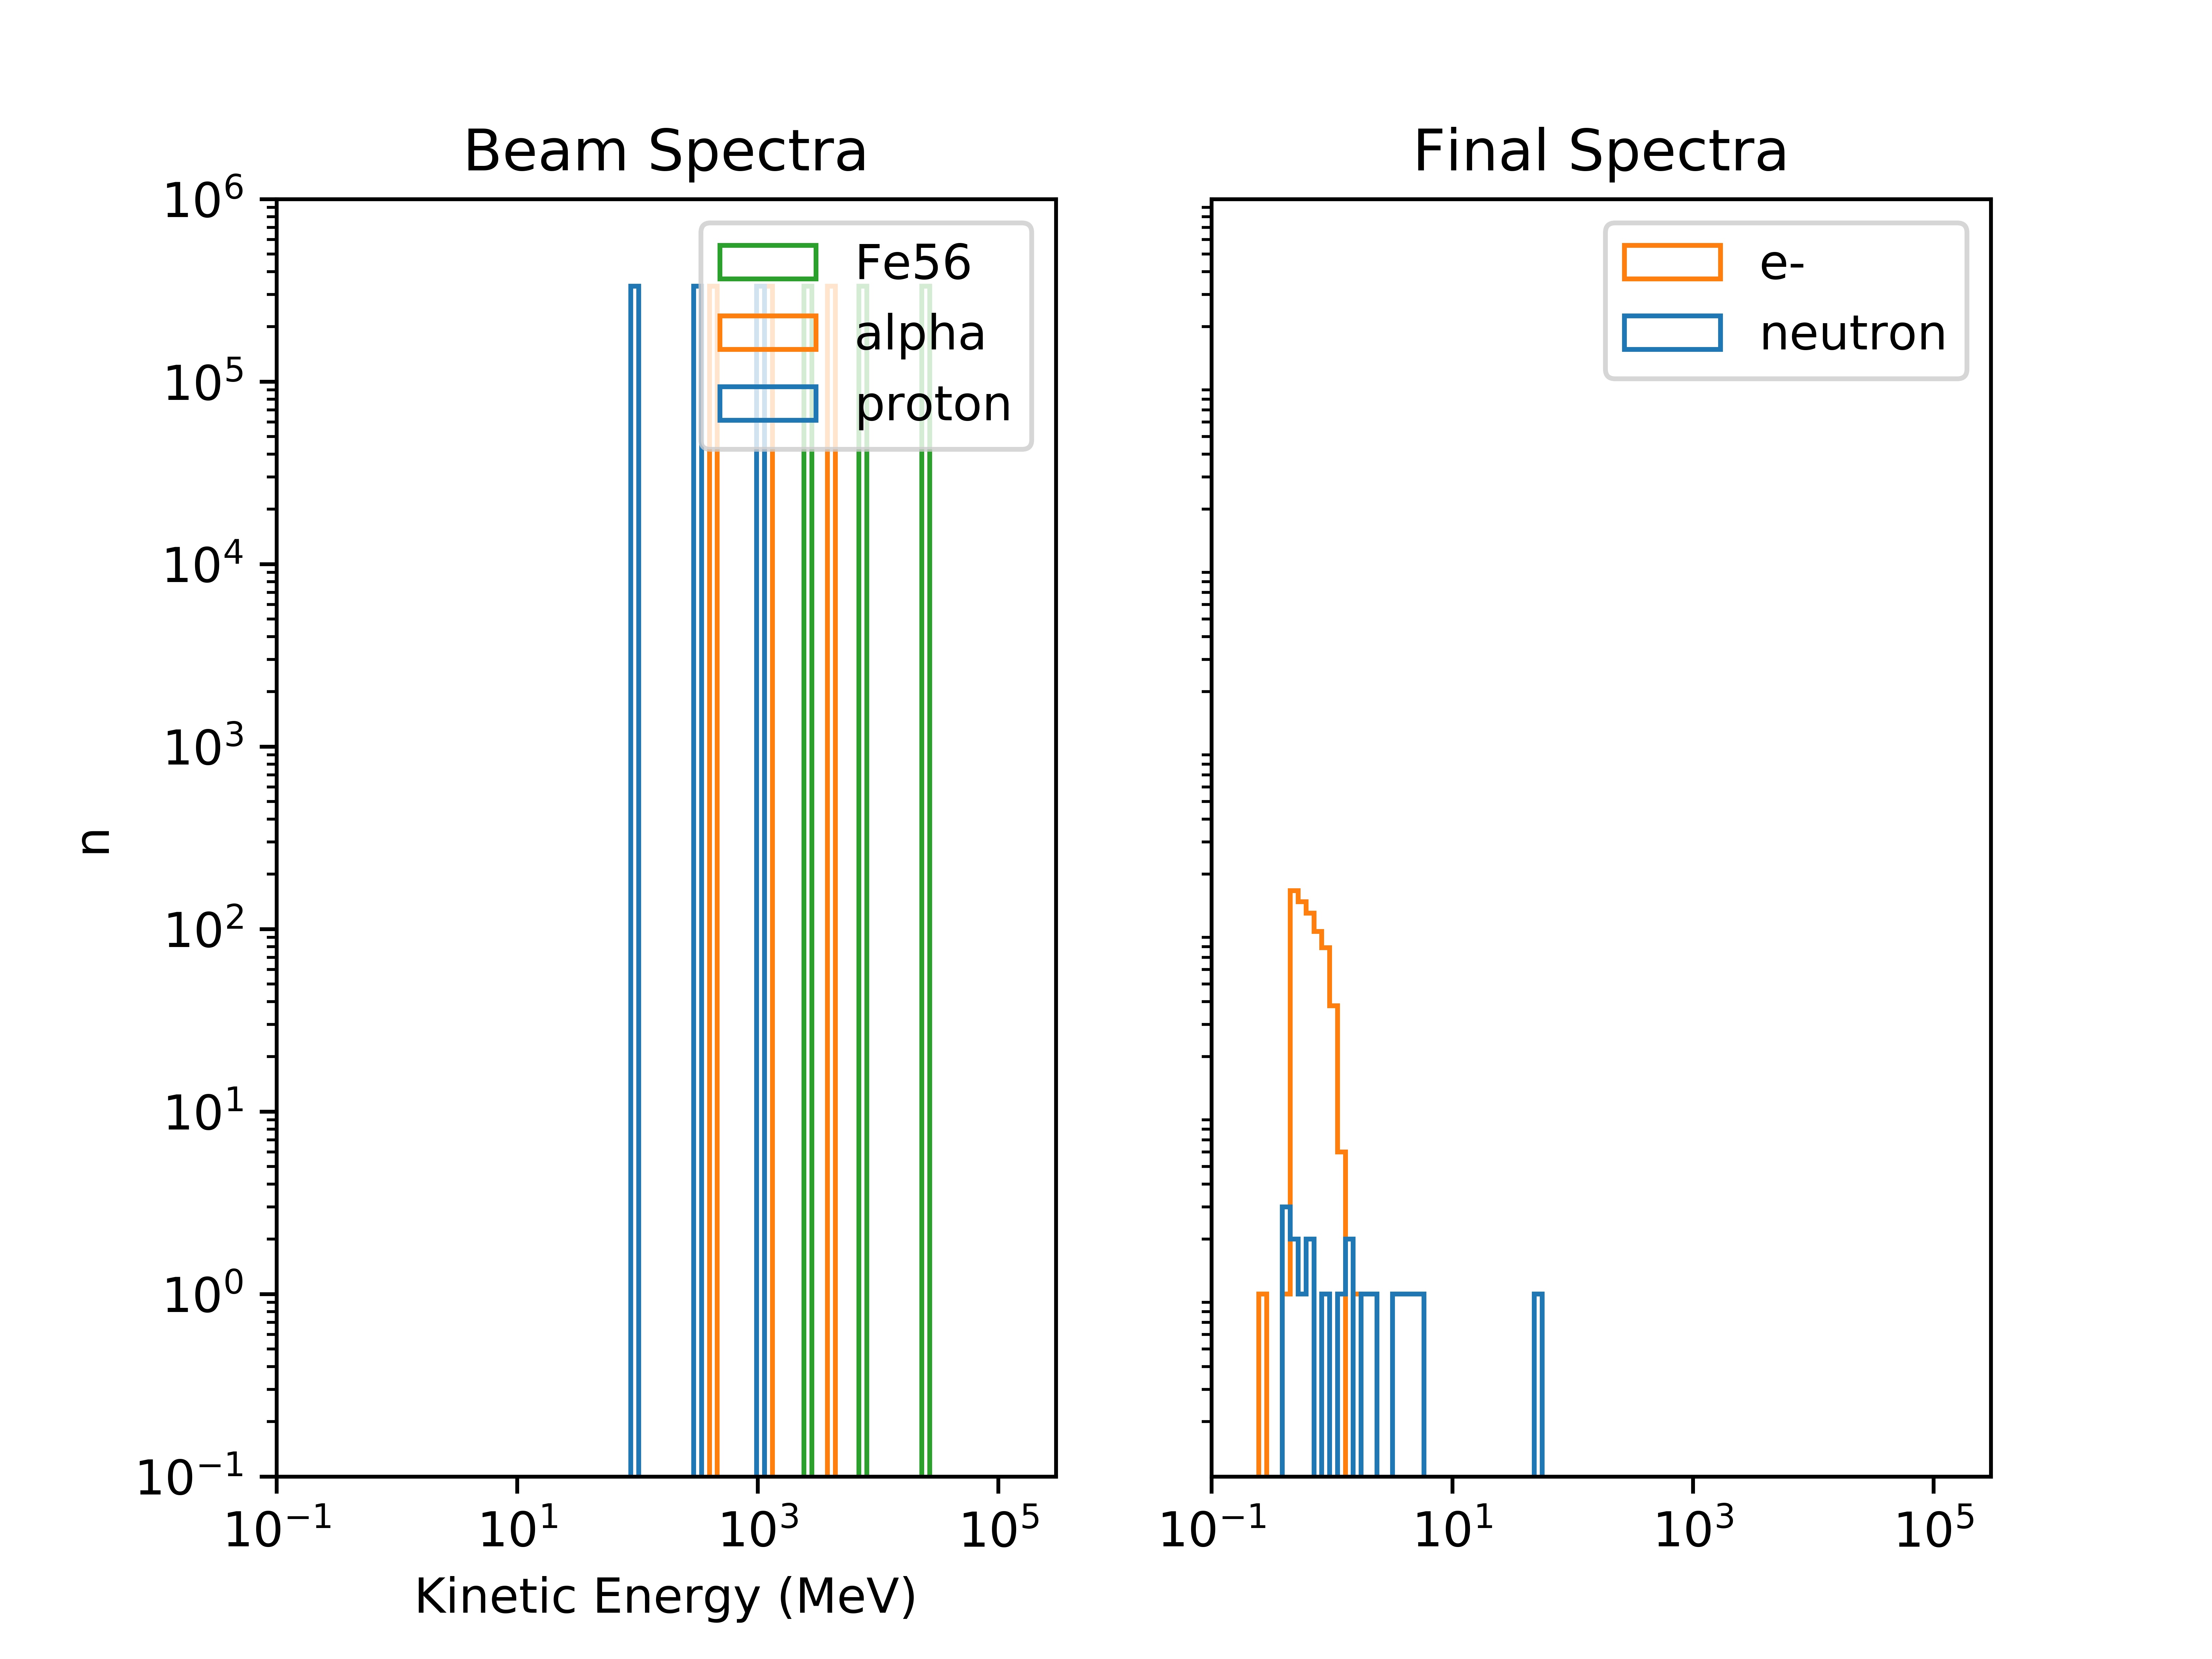 Beam Spectra
Final Spectra
Fe56
alpha
proton
e-
neutron
10⁶
10⁵
10⁴
10³
10²
10¹
10⁰
10⁻¹
n
10⁻¹ 10¹ 10³ 10⁵
10⁻¹ 10¹ 10³ 10⁵
Kinetic Energy (MeV)